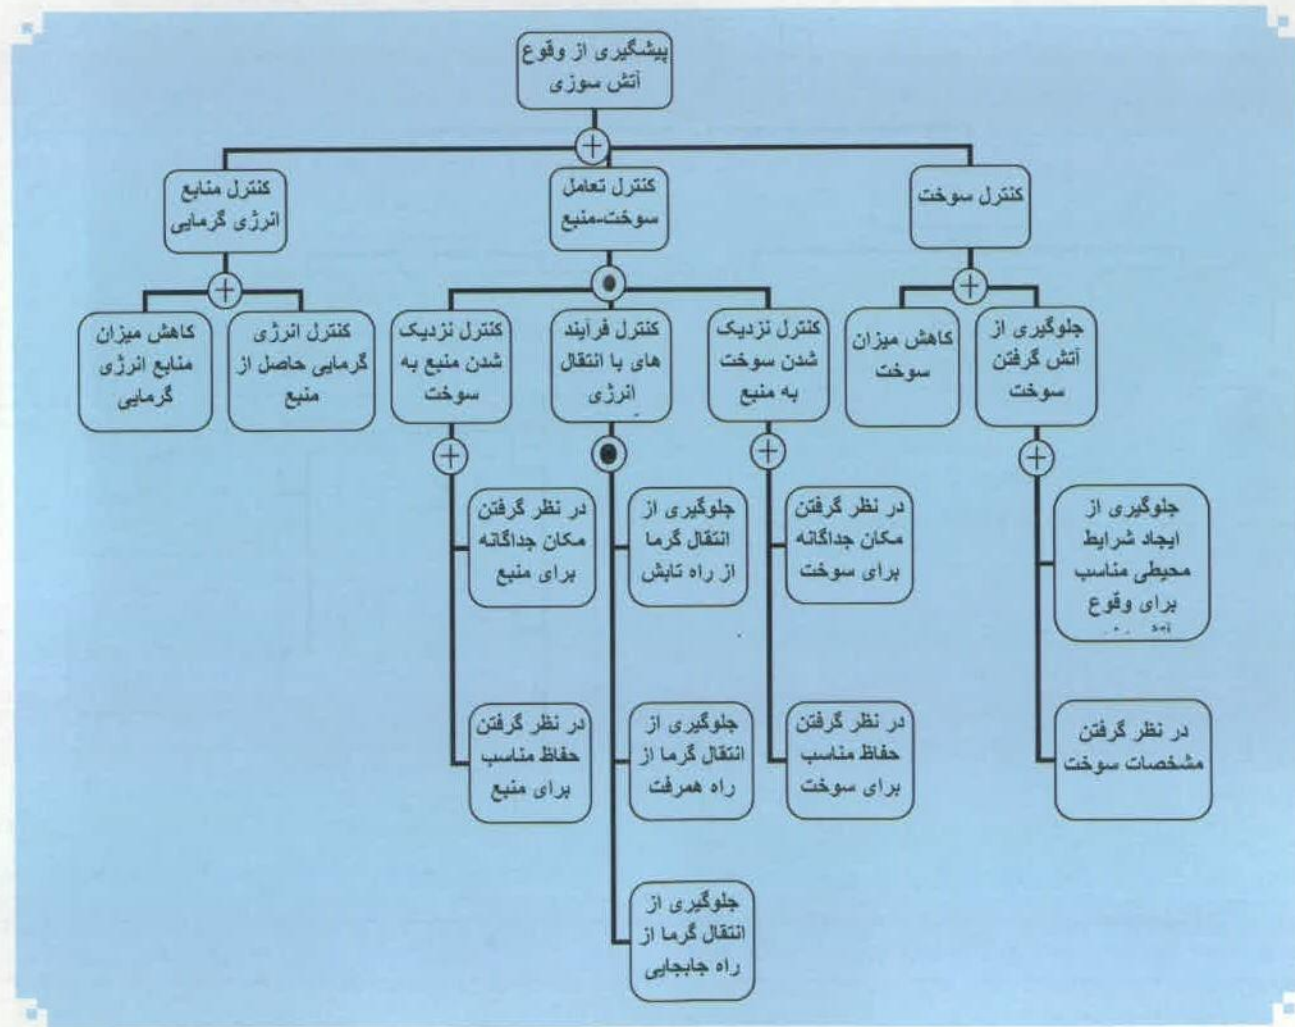 پیشگیری از وقوع
آتش سوزی
کنترل سوخت
کنترل تعامل
سوخت-منبع
کنترل منابع
انرژی گرمایی
جلوگیری از
آتش گرفتن
سوخت
کاهش میزان
سوخت
کنترل نزدیک
شدن سوخت
به منبع
کنترل فرآیند
های با انتقال
انرژی
کنترل نزدیک
شدن منبع به
سوخت
کنترل انرژی
گرمایی حاصل از
منبع
کاهش میزان
منابع انرژی
گرمایی
جلوگیری از
ایجاد شرایط
محیطی مناسب
برای وقوع
در نظر گرفتن
مکان جداگانه
برای سوخت
جلوگیری از
انتقال گرما
از راه تابش
در نظر گرفتن
مکان جداگانه
برای منبع
در نظر گرفتن
مشخصات سوخت
در نظر گرفتن
حفاظ مناسب
برای سوخت
جلوگیری از
انتقال گرما از
راه همرفت
در نظر گرفتن
حفاظ مناسب
برای منبع
جلوگیری از
انتقال گرما از
راه جابجایی